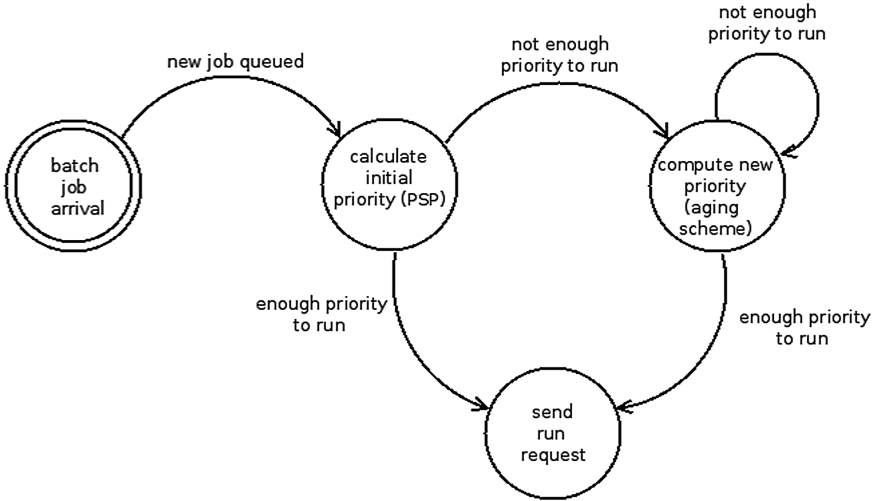 not enough
priority to run
not enough
priority to run
new job queued
batch
job
arrival
calculate
initial
priority (PSP)
compute new
priority
(aging
scheme)
enough priority
to run
enough priority
to run
send
run
request